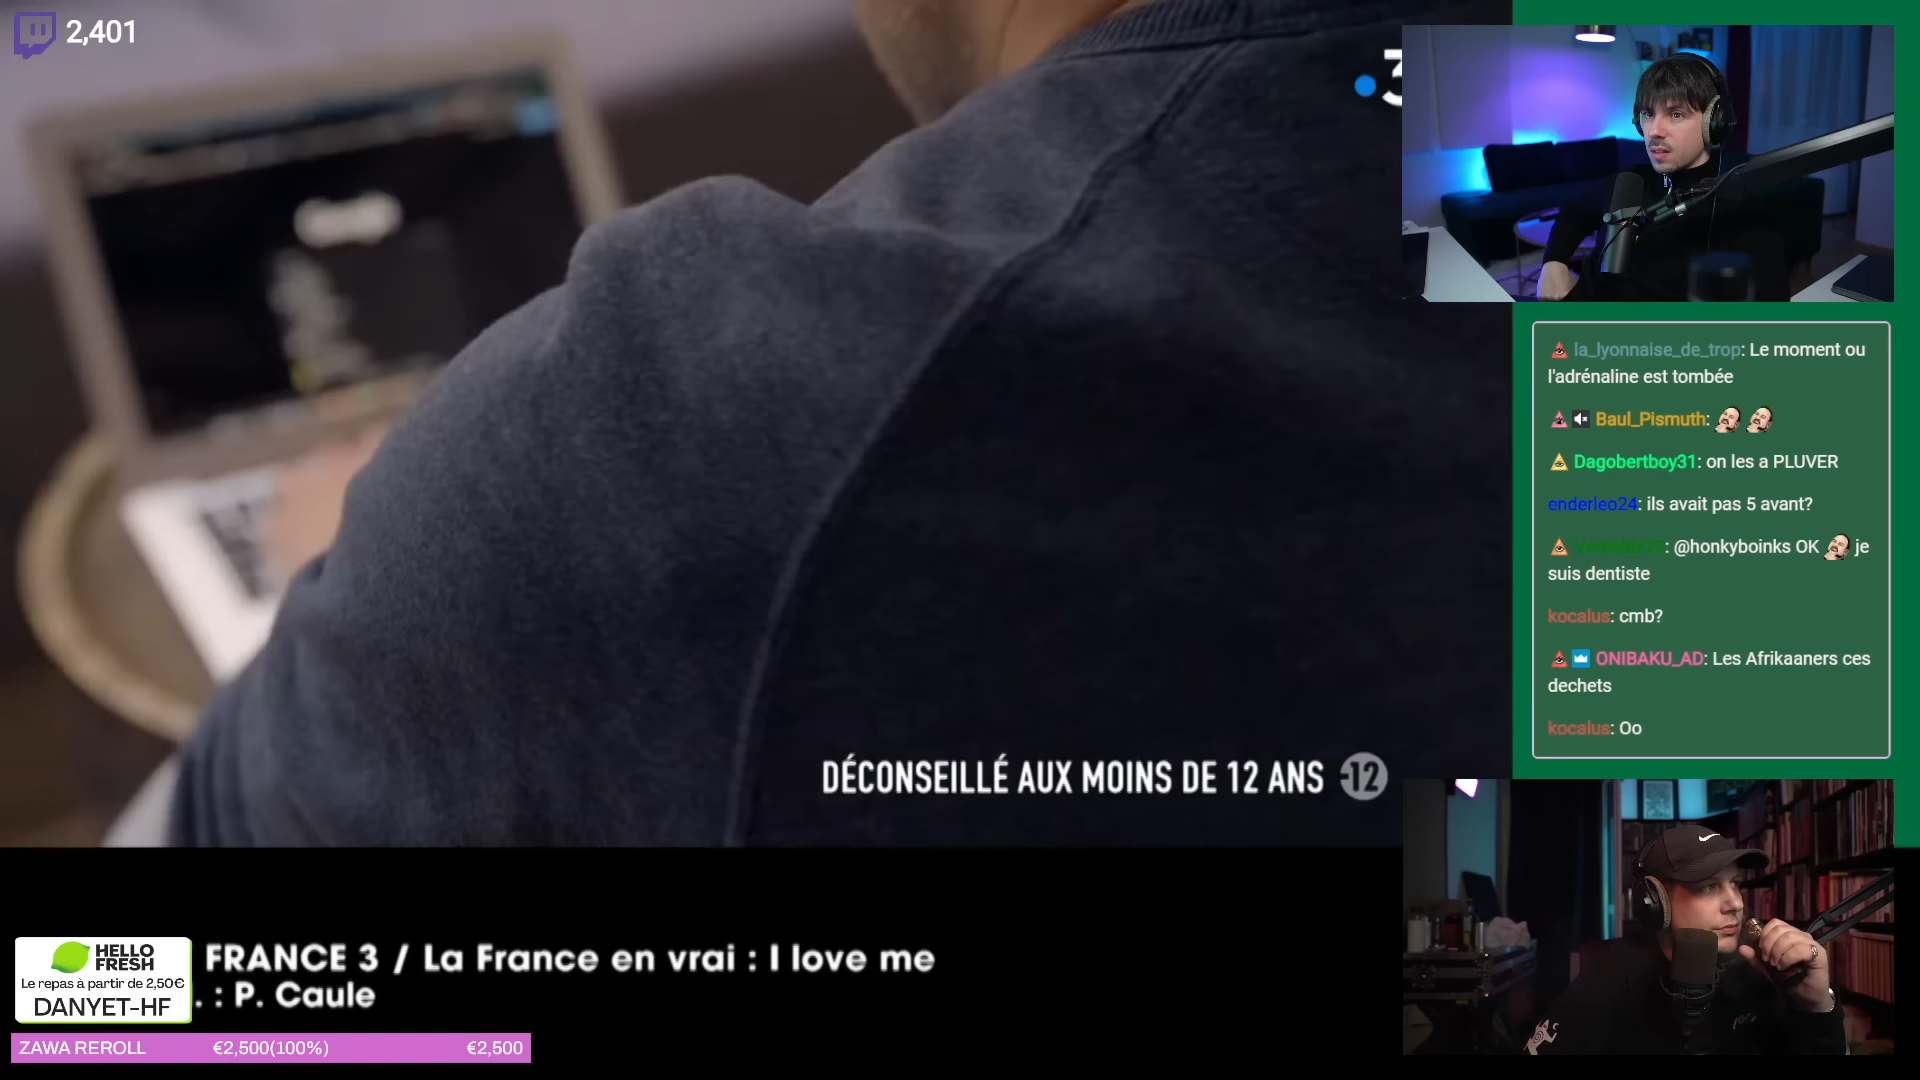 2,401
3
la_lyonnaise_de_trop: Le moment ou
l'adrénaline est tombée
Baul_Pismuth:
Dagobertboy31: on les a PLUVER
enderleo24: ils avait pas 5 avant?
: @honkyboinks OK je
suis dentiste
kocalus: cmb?
ONIBAKU_AD: Les Afrikaaners ces
dechets
kocalus: Oo
DÉCONSEILLÉ AUX MOINS DE 12 ANS -12
HELLO
FRESH
Le repas à partir de 2,50€
DANYET-HF
FRANCE 3 / La France en vrai : I love me
. : P. Caule
ZAWA REROLL €2,500(100%) €2,500